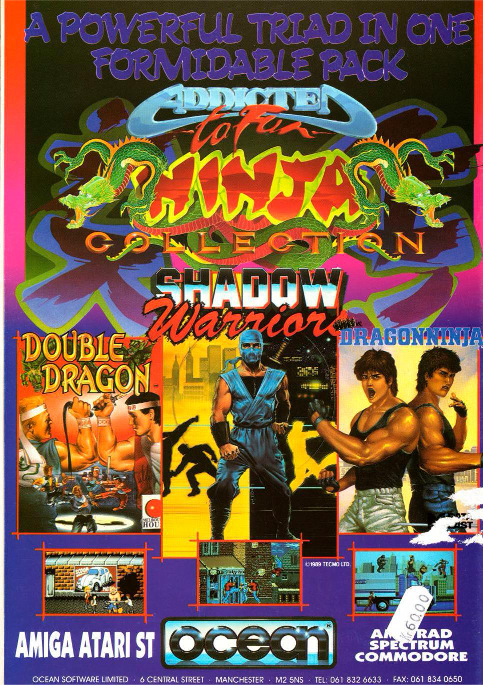 A POWERFUL TRIAD IN ONE
FORMIDABLE PACK
ADDICTED
to Fun
NINJA
COLLECTION
SHADOW
Warriors
DOUBLE
DRAGON
DRAGONNINJA
©1989 TECMO LTD.
AMIGA ATARI ST
ocean
SPECTRUM
COMMODORE
6000
OCEAN SOFTWARE LIMITED · 6 CENTRAL STREET · MANCHESTER · M2 5NS · TEL: 061 832 6633 · FAX: 061 834 0650